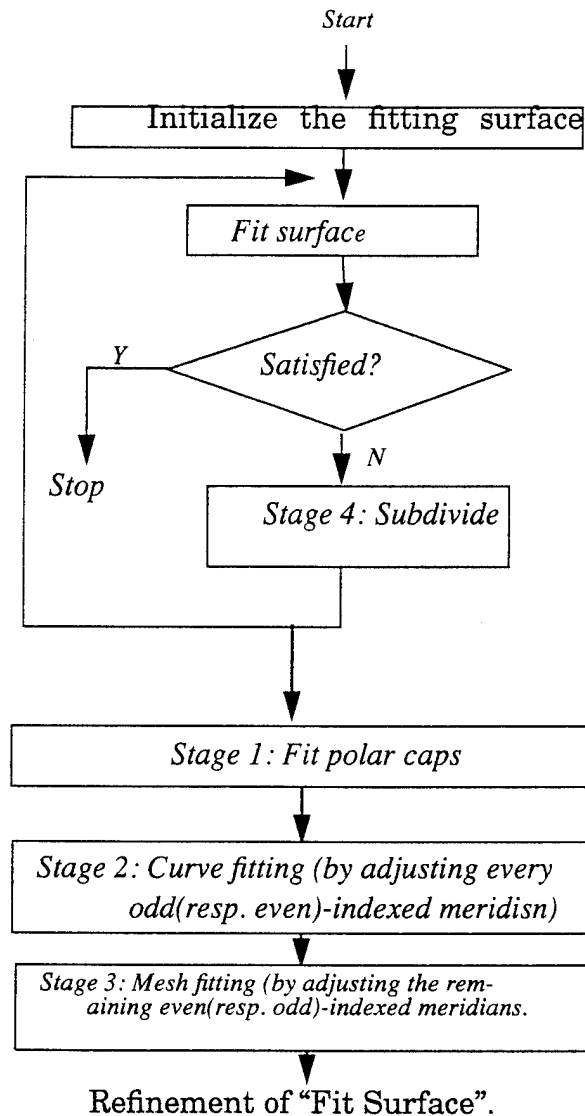 Start
Initialize the fitting surface
Fit surface
Satisfied?
Y
N
Stop
Stage 4: Subdivide
Stage 1: Fit polar caps
Stage 2: Curve fitting (by adjusting every
odd(resp. even)-indexed meridisn)
Stage 3: Mesh fitting (by adjusting the rem-
aining even(resp. odd)-indexed meridians.
Refinement of “Fit Surface”.